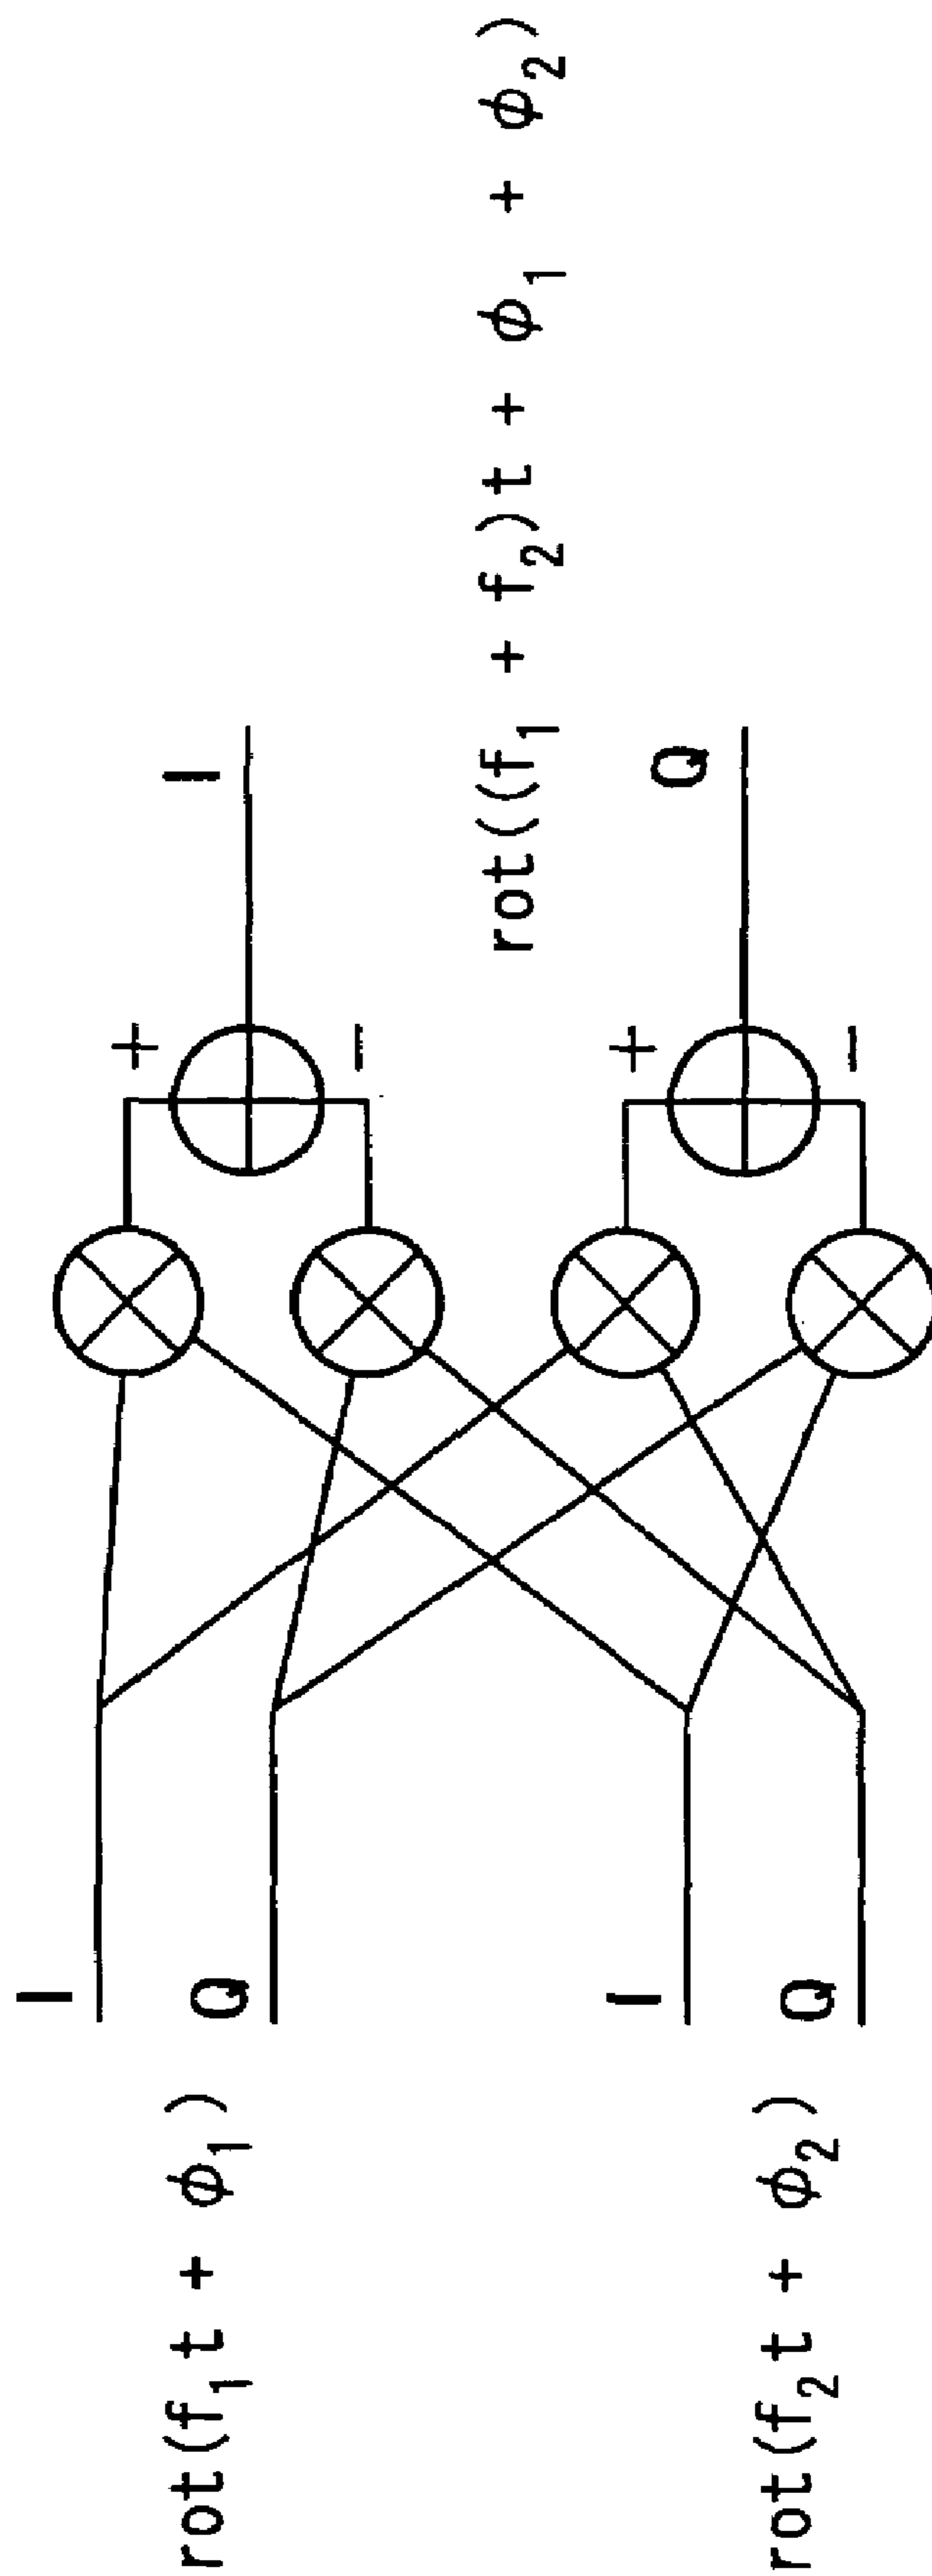 rot(f₁t + ϕ₁)
I
Q
rot(f₂t + ϕ₂)
I
Q
+
−
+
−
I
rot((f₁ + f₂)t + ϕ₁ + ϕ₂)
Q